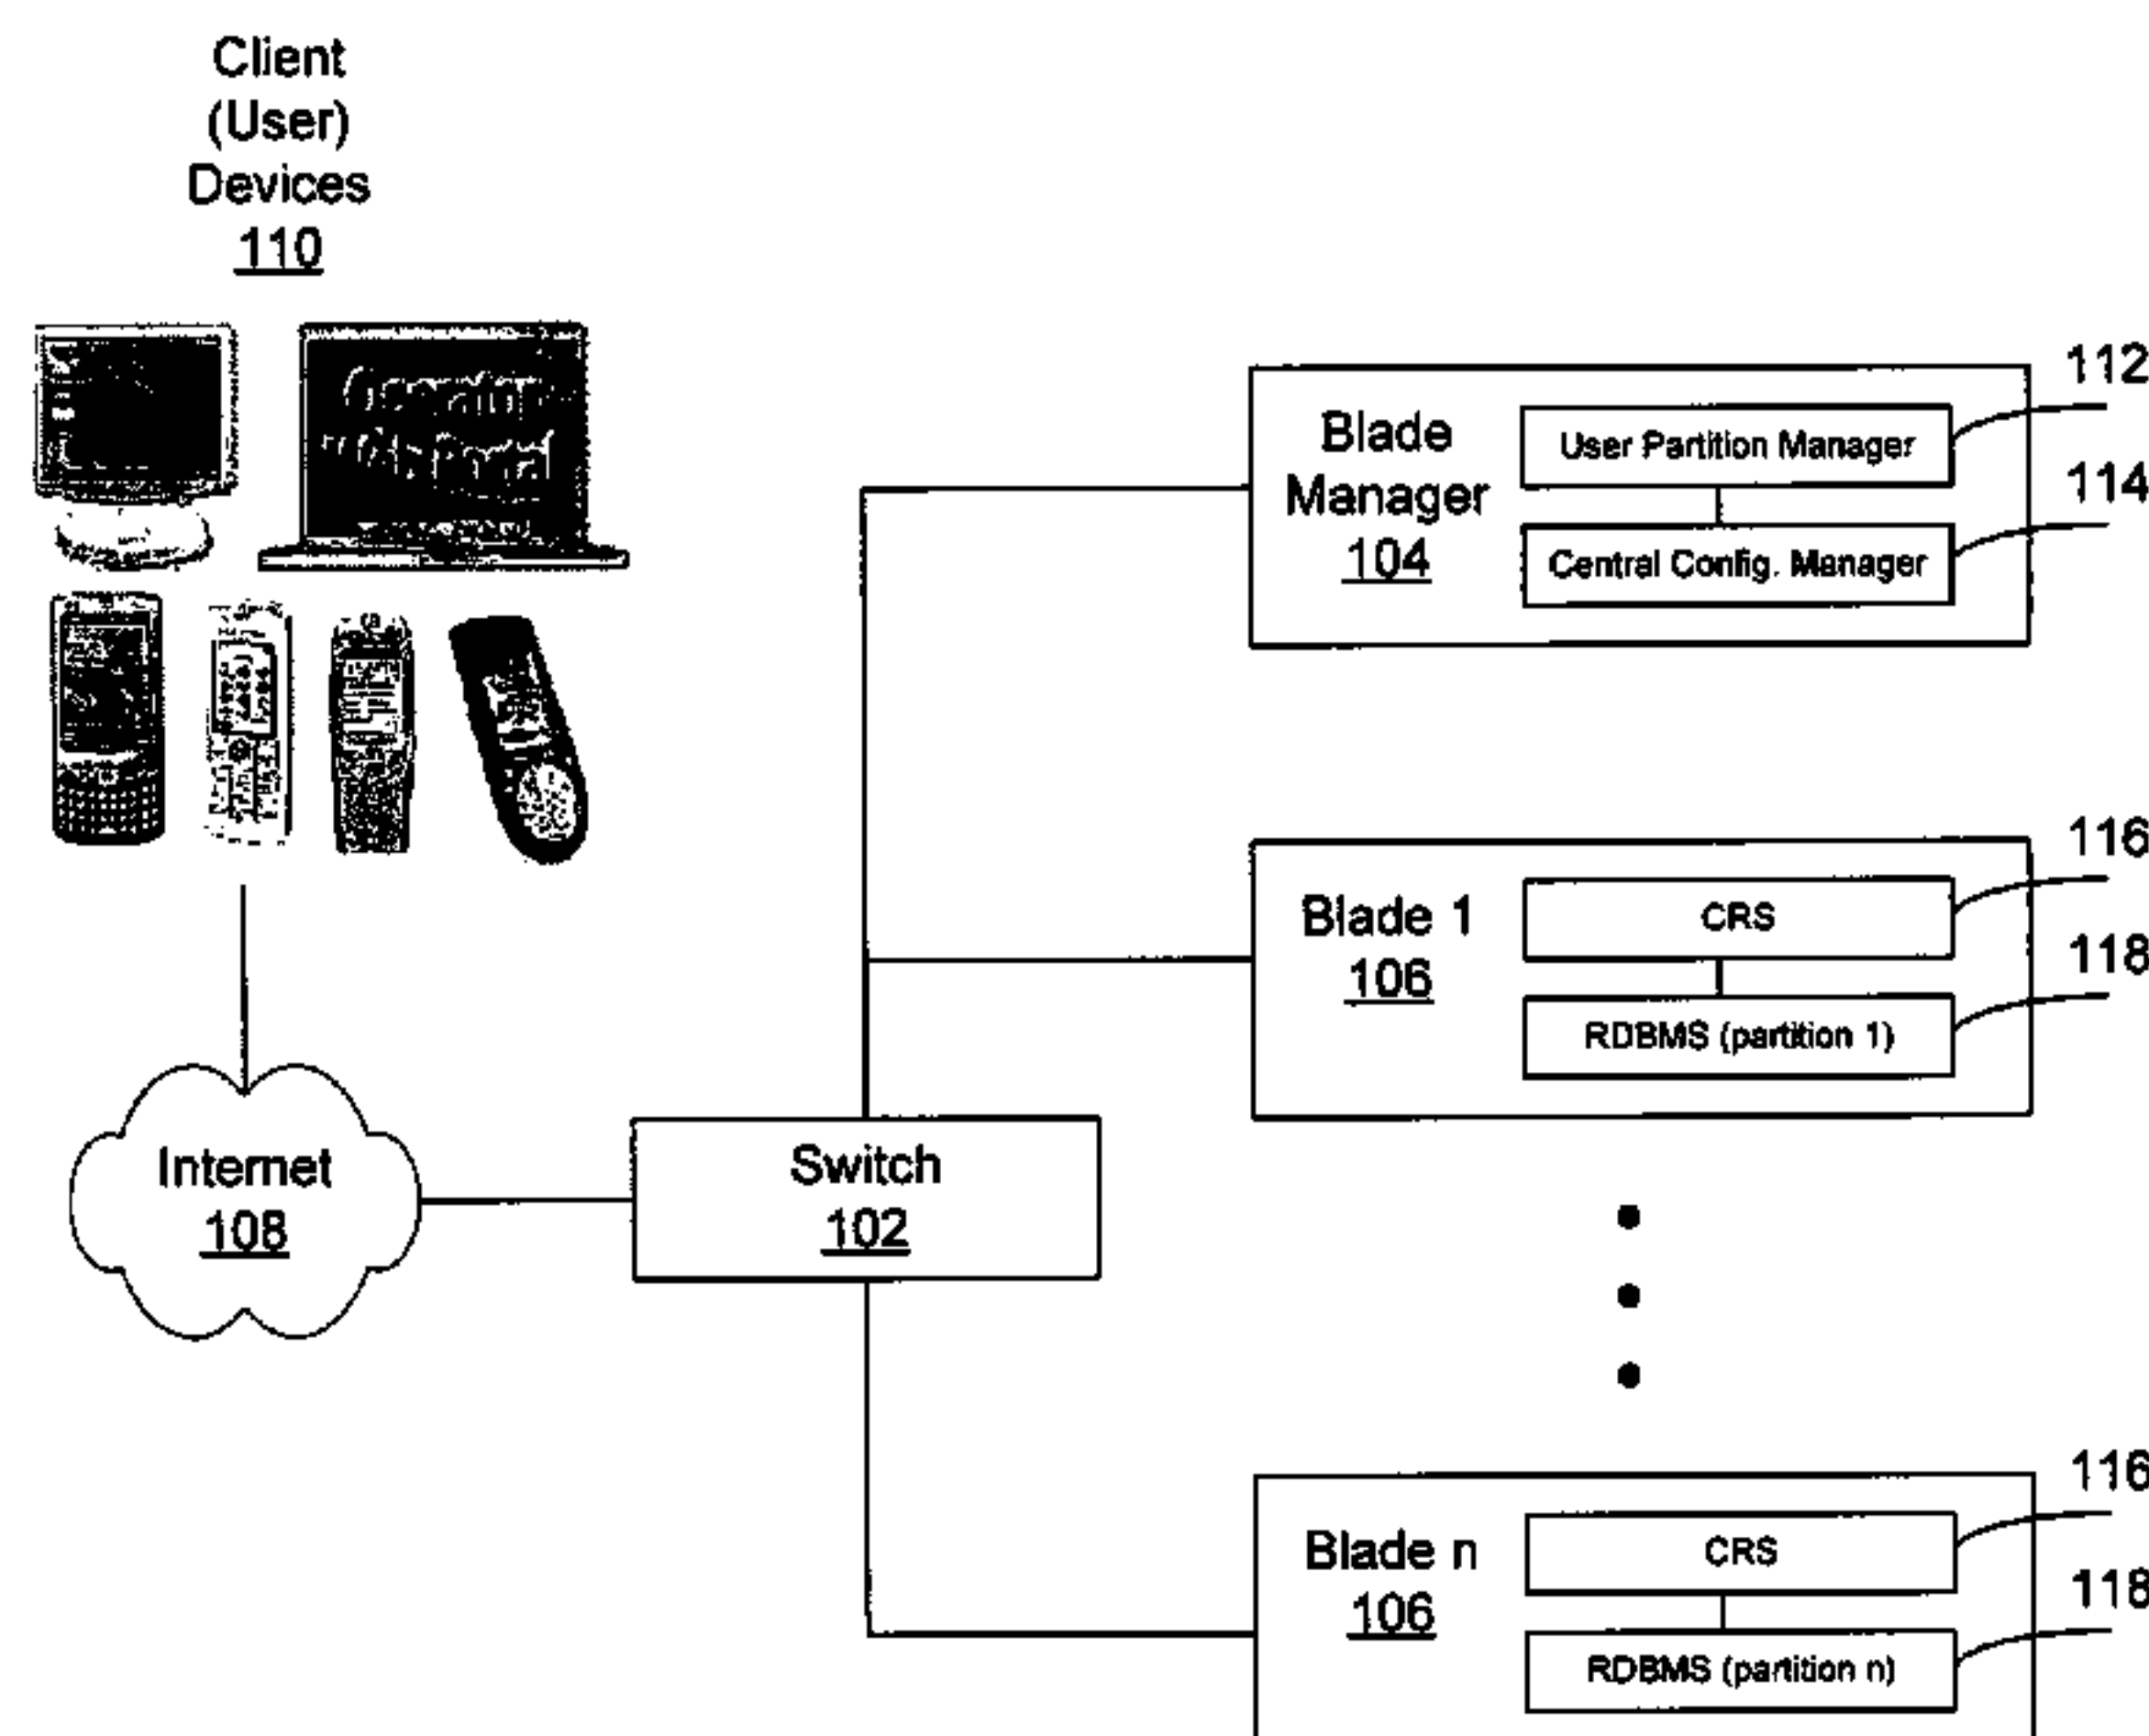 Client
(User)
Devices
110
Blade
Manager
104
User Partition Manager
112
Central Config. Manager
114
Blade 1
106
CRS
116
RDBMS (partition 1)
118
Internet
108
Switch
102
Blade n
106
CRS
116
RDBMS (partition n)
118